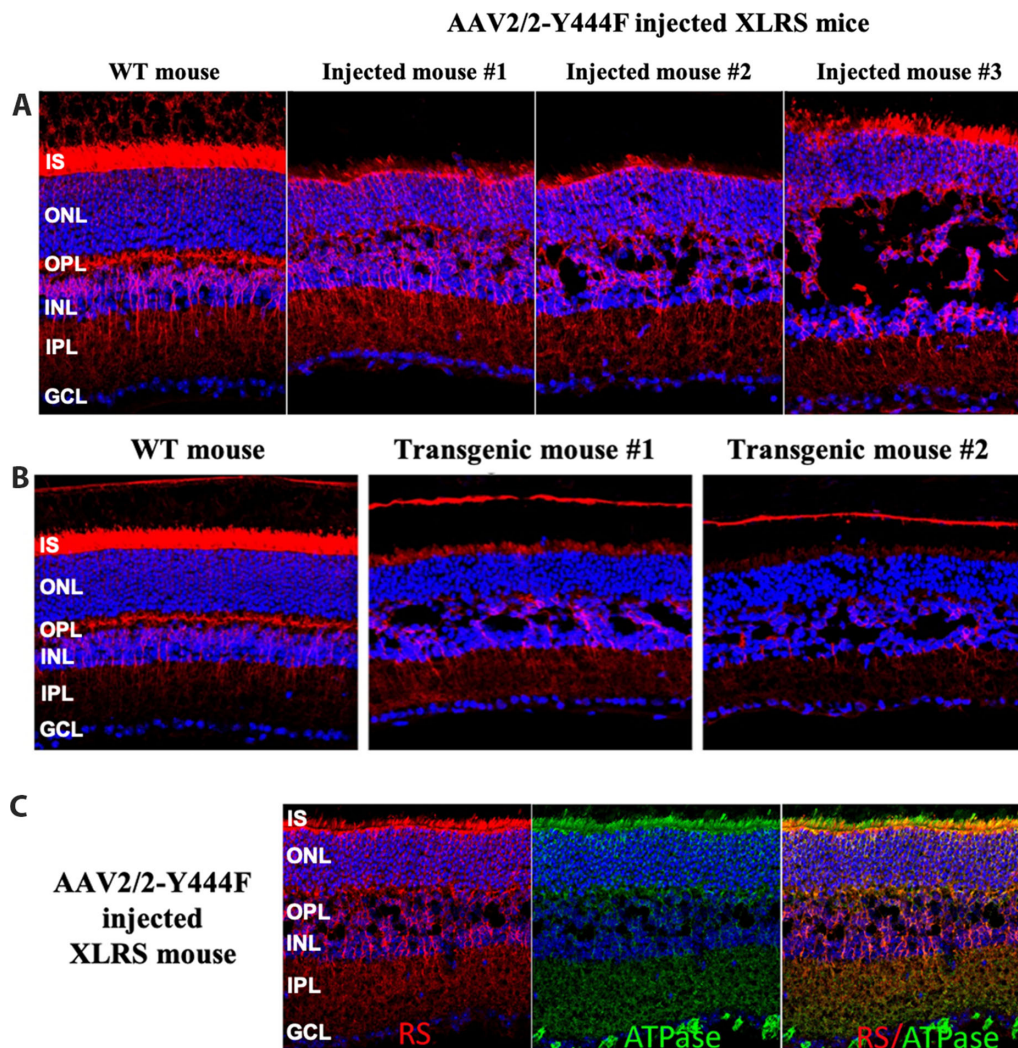 AAV2/2-Y444F injected XLRS mice
WT mouse
Injected mouse #1
Injected mouse #2
Injected mouse #3
A
IS
ONL
OPL
INL
IPL
GCL
WT mouse
Transgenic mouse #1
Transgenic mouse #2
B
IS
ONL
OPL
INL
IPL
GCL
C
AAV2/2-Y444F
injected
XLRS mouse
IS
ONL
OPL
INL
IPL
GCL
RS
ATPase
RS/ATPase